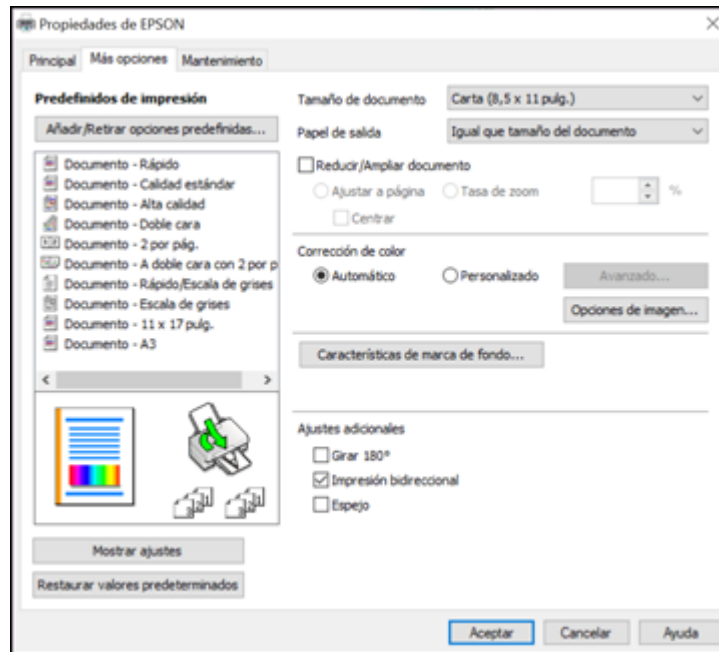 Propiedades de EPSON
Principal
Más opciones
Mantenimiento
Predefinidos de impresión
Añadir/Retirar opciones predefinidas...
Documento - Rápido
Documento - Calidad estándar
Documento - Alta calidad
Documento - Doble cara
Documento - 2 por pág.
Documento - A doble cara con 2 por p
Documento - Rápido/Escala de grises
Documento - Escala de grises
Documento - 11 x 17 pulg.
Documento - A3
Mostrar ajustes
Restaurar valores predeterminados
Tamaño de documento
Carta (8,5 x 11 pulg.)
Papel de salida
Igual que tamaño del documento
Reducir/Ampliar documento
Ajustar a página
Tasa de zoom
%
Centrar
Corrección de color
Automático
Personalizado
Avanzado...
Opciones de imagen...
Características de marca de fondo...
Ajustes adicionales
Girar 180°
Impresión bidireccional
Espejo
Aceptar
Cancelar
Ayuda